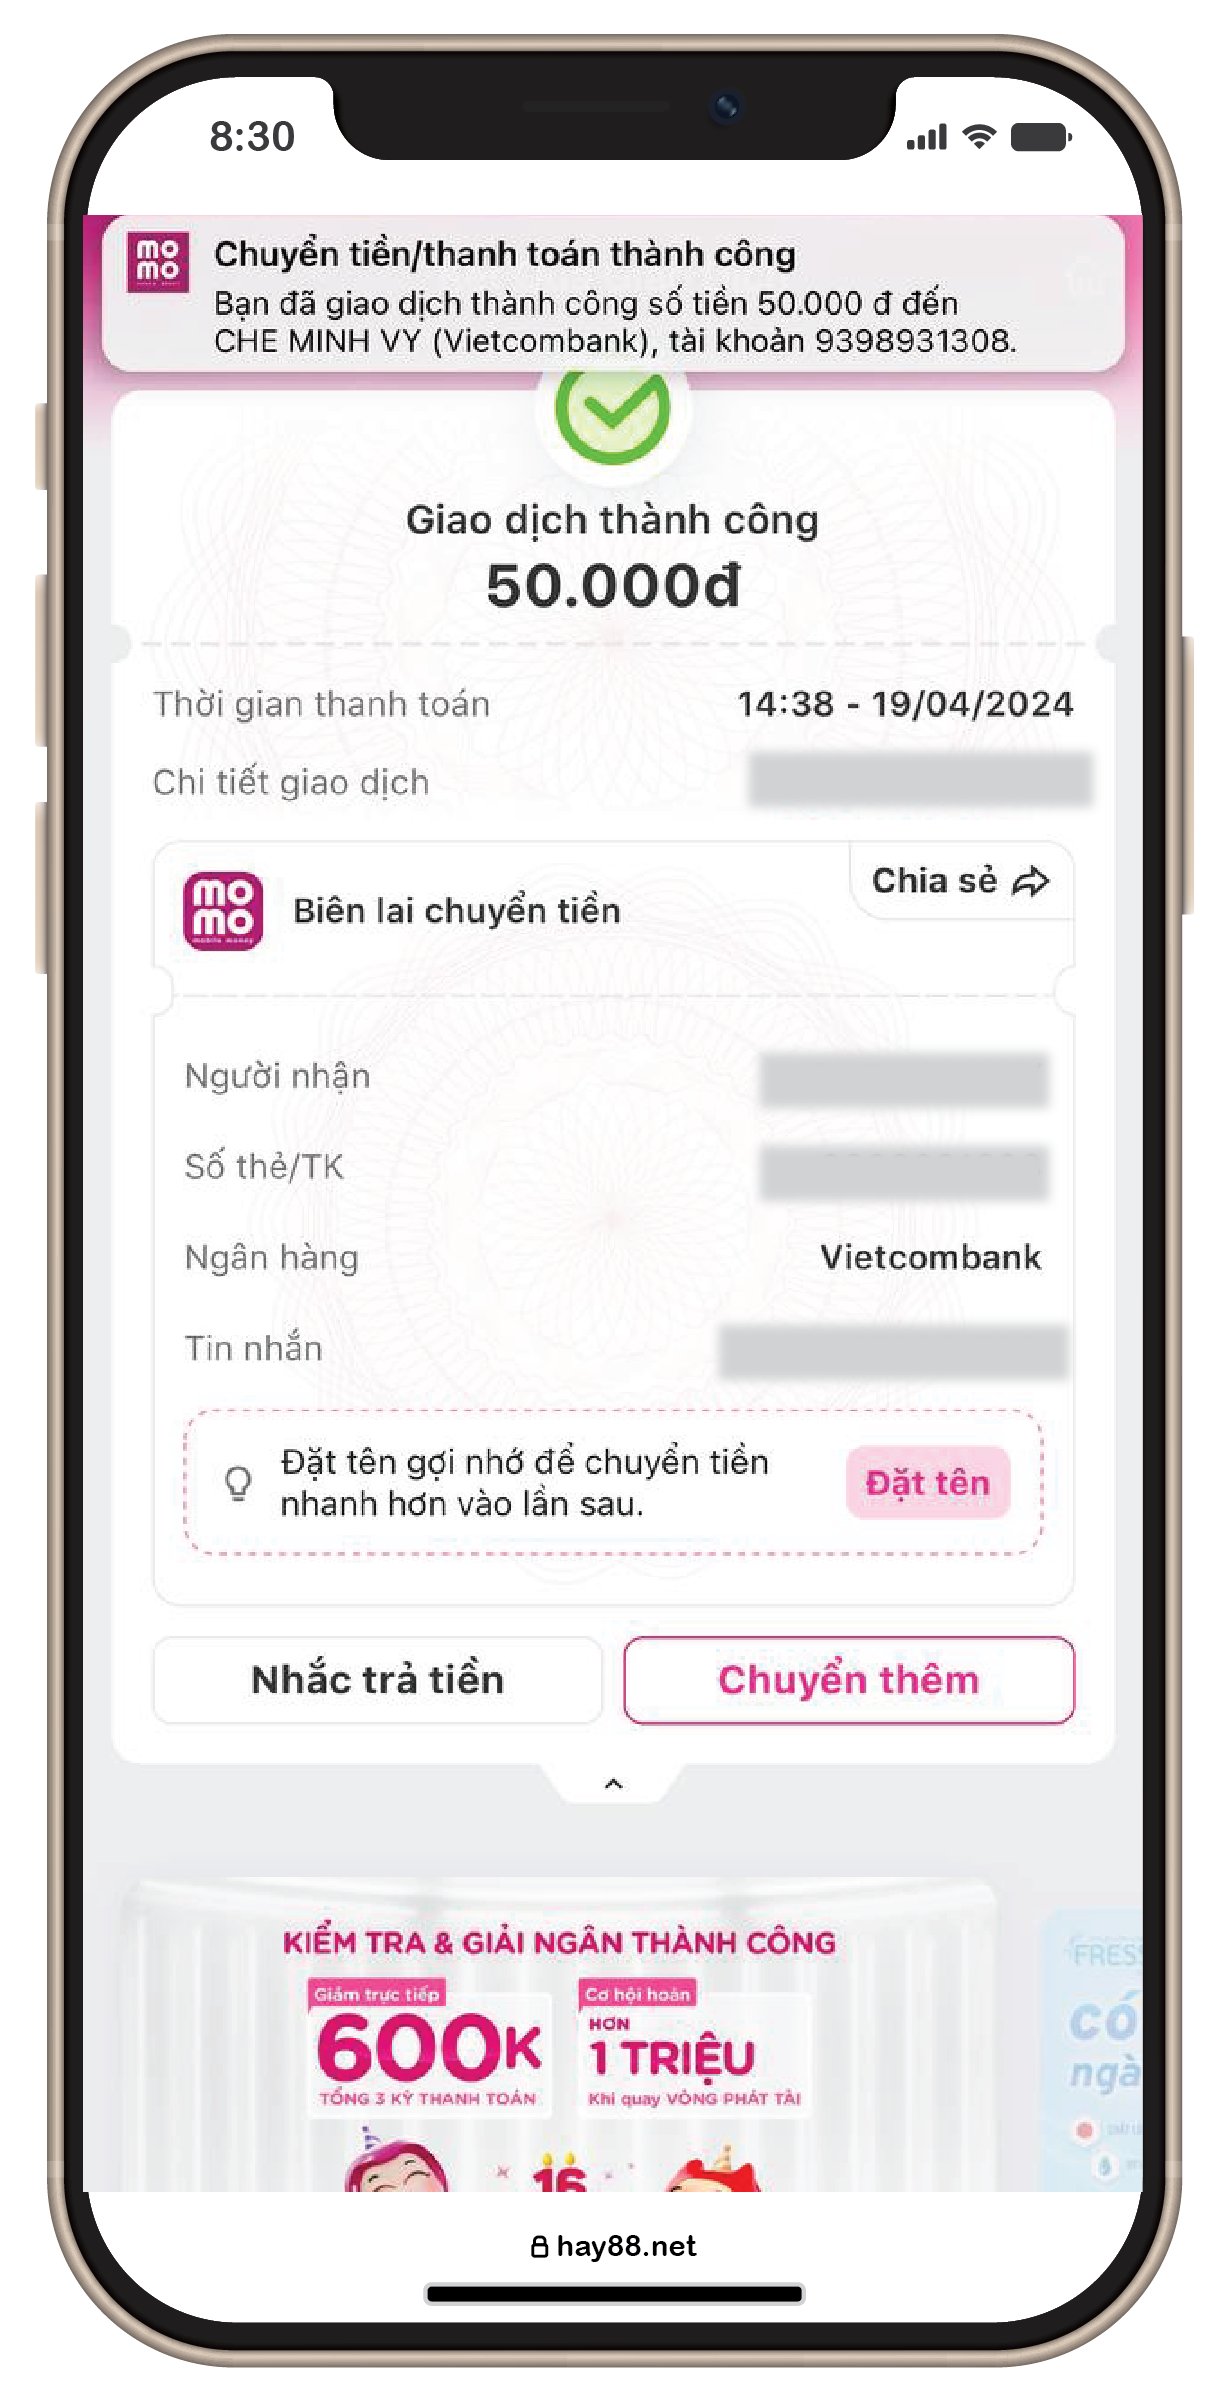 8:30
mo
mo
Chuyển tiền/thanh toán thành công
Bạn đã giao dịch thành công số tiền 50.000 đ đến
CHE MINH VY (Vietcombank), tài khoản 9398931308.
Giao dịch thành công
50.000đ
Thời gian thanh toán 14:38 - 19/04/2024
Chi tiết giao dịch
mo
mo
mobile money
Biên lai chuyển tiền
Chia sẻ
Người nhận
Số thẻ/TK
Ngân hàng Vietcombank
Tin nhắn
Đặt tên gợi nhớ để chuyển tiền
nhanh hơn vào lần sau.
Đặt tên
Nhắc trả tiền
Chuyển thêm
KIỂM TRA & GIẢI NGÂN THÀNH CÔNG
Giảm trực tiếp
600K
TỔNG 3 KỲ THANH TOÁN
Cơ hội hoàn
HƠN
1 TRIỆU
Khi quay VÒNG PHÁT TÀI
16
FRES
có
ngà
hay88.net